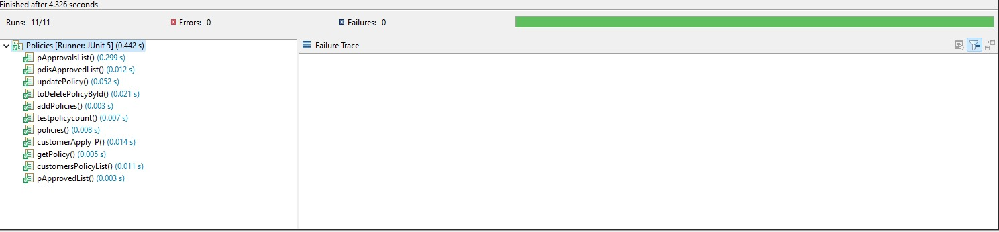 Finished after 4.326 seconds
Runs: 11/11 Errors: 0 Failures: 0
Policies [Runner: JUnit 5] (0.442 s)
Failure Trace
pApprovalsList() (0.299 s)
pdisApprovedList() (0.012 s)
updatePolicy() (0.052 s)
toDeletePolicyById() (0.021 s)
addPolicies() (0.003 s)
testpolicycount() (0.007 s)
policies() (0.008 s)
customerApply_P() (0.014 s)
getPolicy() (0.005 s)
customersPolicyList() (0.011 s)
pApprovedList() (0.003 s)